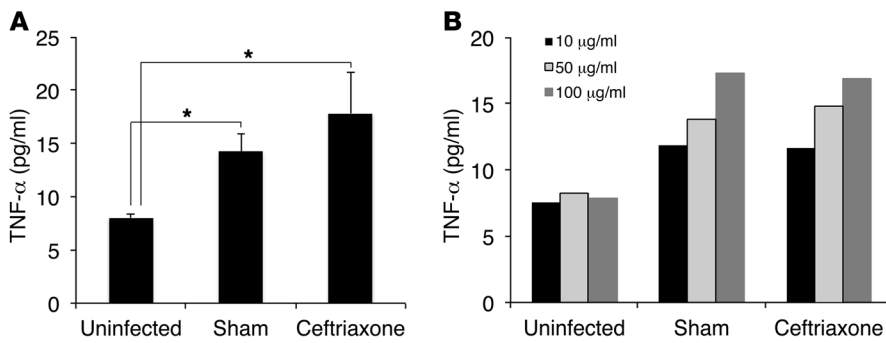 A
TNF-α (pg/ml)
25
20
15
10
5
0
*
*
Uninfected Sham Ceftriaxone
B
TNF-α (pg/ml)
20
15
10
5
0
10 μg/ml
50 μg/ml
100 μg/ml
Uninfected Sham Ceftriaxone